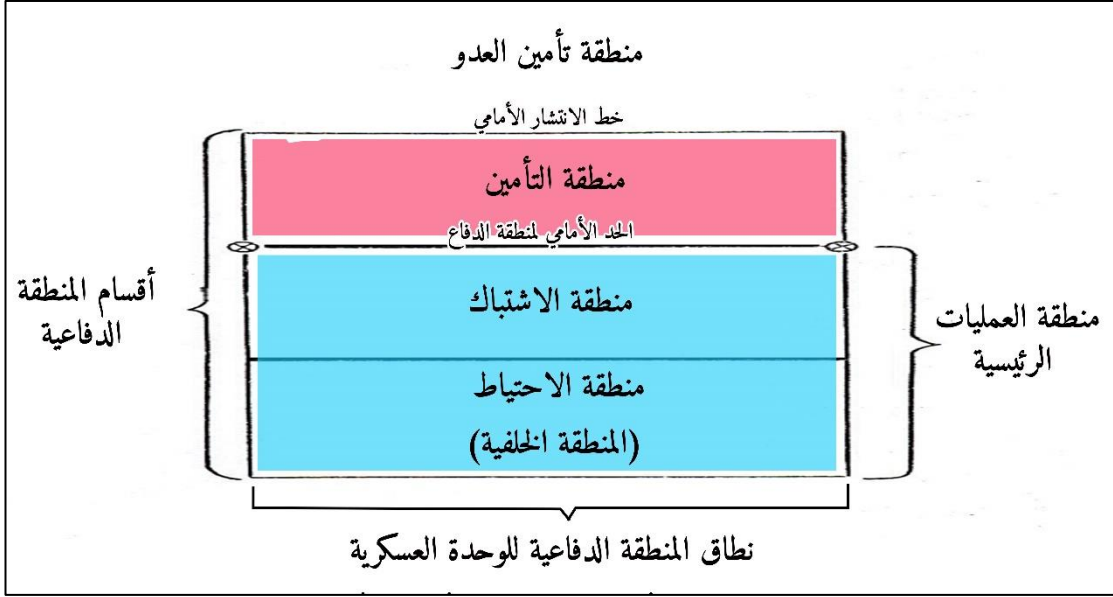 منطقة تأمين العدو
خط الانتشار الأمامي
منطقة التأمين
الحد الأمامي لمنطقة الدفاع
منطقة الاشتباك
منطقة الاحتياط
(المنطقة الخلفية)
أقسام المنطقة
الدفاعية
منطقة العمليات
الرئيسية
نطاق المنطقة الدفاعية للوحدة العسكرية